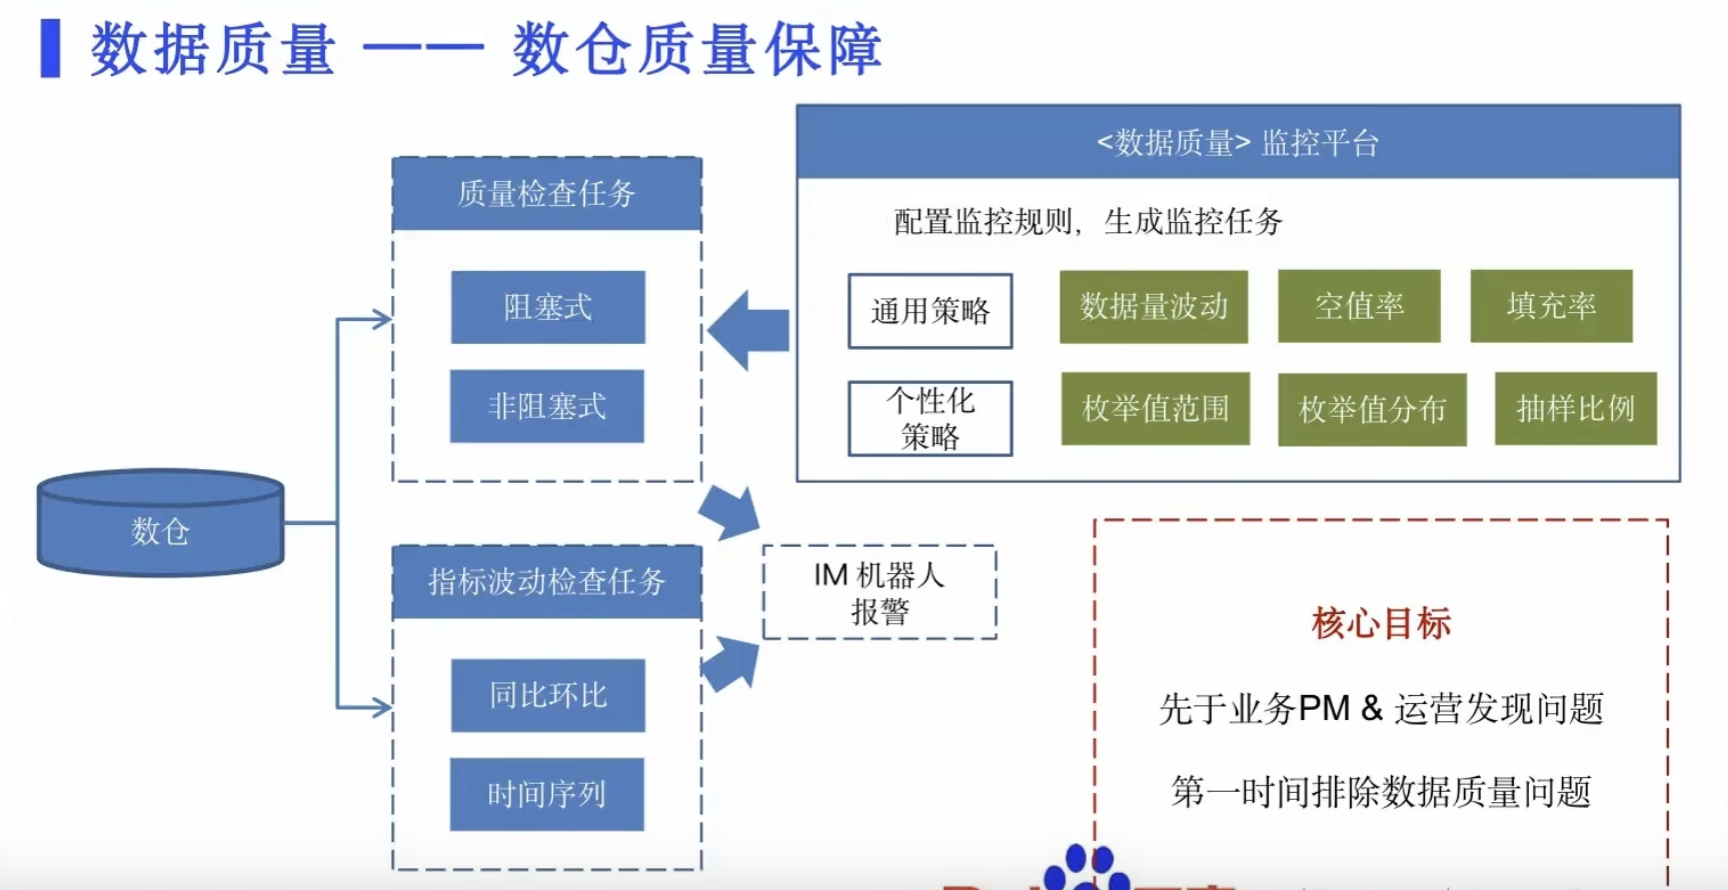 数据质量 —— 数仓质量保障
<数据质量> 监控平台
配置监控规则，生成监控任务
通用策略
数据量波动
空值率
填充率
个性化
策略
枚举值范围
枚举值分布
抽样比例
质量检查任务
阻塞式
非阻塞式
数仓
指标波动检查任务
同比环比
时间序列
IM 机器人
报警
核心目标
先于业务PM & 运营发现问题
第一时间排除数据质量问题